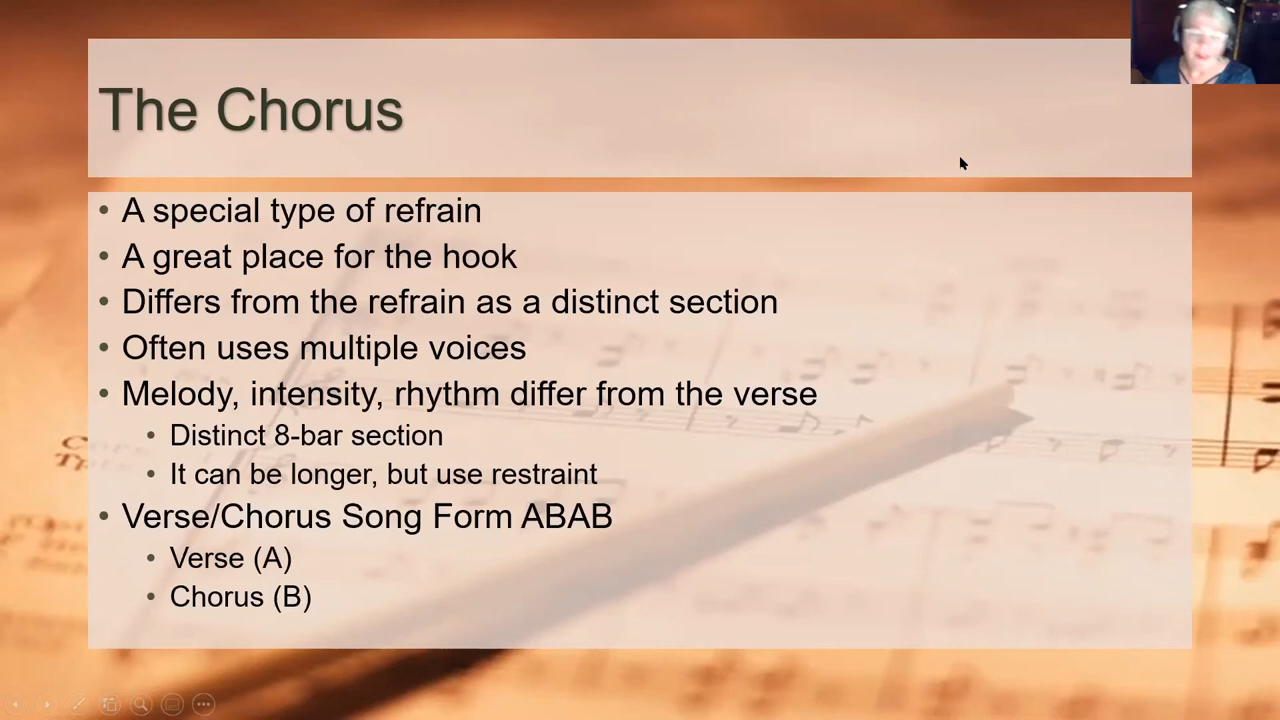 The Chorus
• A special type of refrain
• A great place for the hook
• Differs from the refrain as a distinct section
• Often uses multiple voices
• Melody, intensity, rhythm differ from the verse
• Distinct 8-bar section
• It can be longer, but use restraint
• Verse/Chorus Song Form ABAB
• Verse (A)
• Chorus (B)